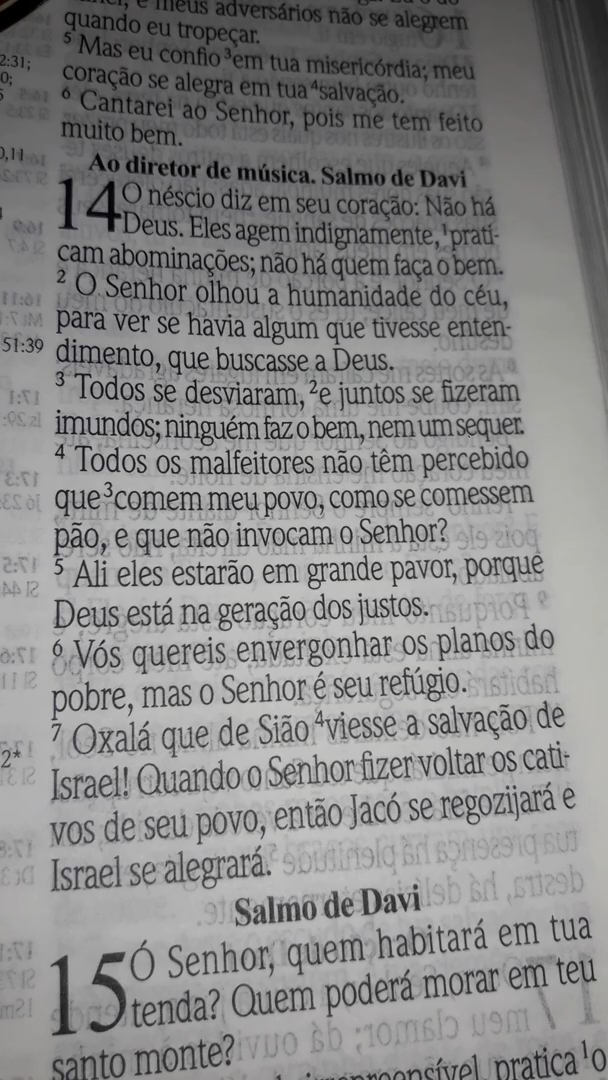 e meus adversários não se alegrem
quando eu tropeçar.
5 Mas eu confio 3em tua misericórdia; meu
coração se alegra em tua 4salvação.
6 Cantarei ao Senhor, pois me tem feito
muito bem.
Ao diretor de música. Salmo de Davi
14 O néscio diz em seu coração: Não há
Deus. Eles agem indignamente, 1prati-
cam abominações; não há quem faça o bem.
2 O Senhor olhou a humanidade do céu,
para ver se havia algum que tivesse enten-
51:39 dimento, que buscasse a Deus.
3 Todos se desviaram, 2e juntos se fizeram
imundos; ninguém faz o bem, nem um sequer.
4 Todos os malfeitores não têm percebido
que 3comem meu povo, como se comessem
pão, e que não invocam o Senhor?
5 Ali eles estarão em grande pavor, porque
Deus está na geração dos justos.
6 Vós quereis envergonhar os planos do
pobre, mas o Senhor é seu refúgio.
7 Oxalá que de Sião 4viesse a salvação de
Israel! Quando o Senhor fizer voltar os cati-
vos de seu povo, então Jacó se regozijará e
Israel se alegrará.
Salmo de Davi
15 Ó Senhor, quem habitará em tua
tenda? Quem poderá morar em teu
santo monte?
pratica 1o